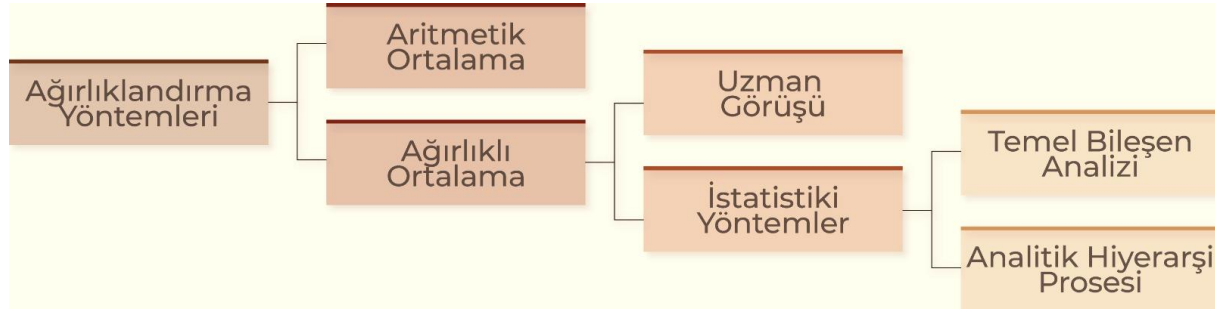 Ağırlıklandırma
Yöntemleri
Aritmetik
Ortalama
Ağırlıklı
Ortalama
Uzman
Görüşü
İstatistiki
Yöntemler
Temel Bileşen
Analizi
Analitik Hiyerarşi
Prosesi